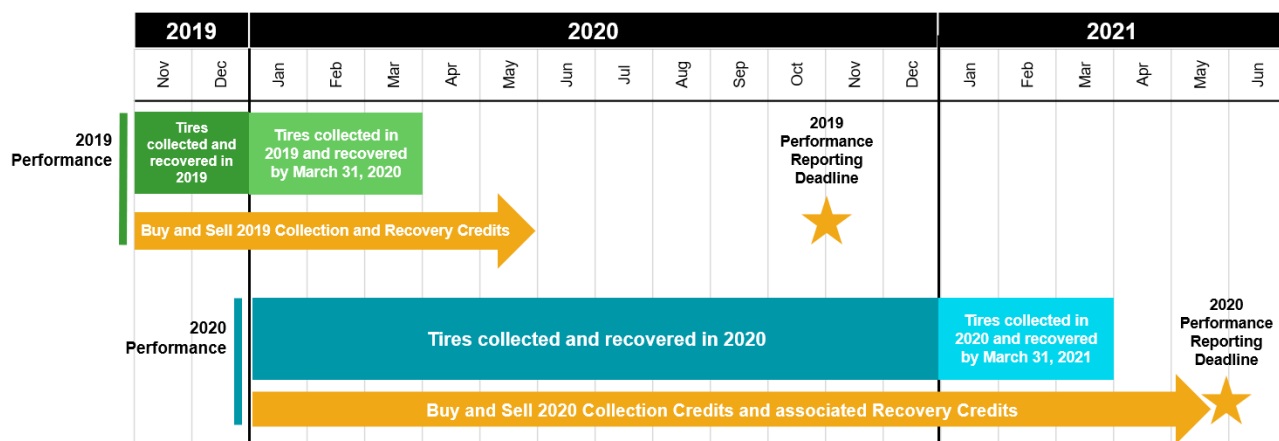 2019 2020 2021
Nov Dec Jan Feb Mar Apr May Jun Jul Aug Sep Oct Nov Dec Jan Feb Mar Apr May Jun
2019
Performance
Tires
collected and
recovered in
2019
Tires collected in
2019 and recovered
by March 31, 2020
2019
Performance
Reporting
Deadline
Buy and Sell 2019 Collection and Recovery Credits
2020
Performance
Tires collected and recovered in 2020
Tires collected in
2020 and recovered
by March 31, 2021
2020
Performance
Reporting
Deadline
Buy and Sell 2020 Collection Credits and associated Recovery Credits